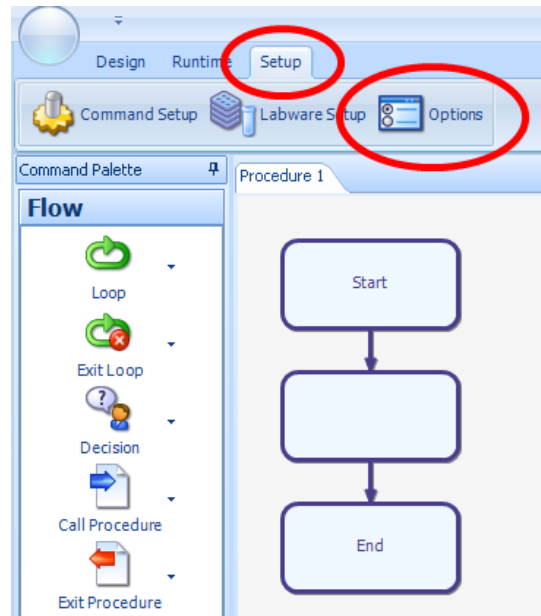 Design Runtime Setup
Command Setup Labware Setup Options
Command Palette
Procedure 1
Flow
Loop
Exit Loop
Decision
Call Procedure
Exit Procedure
Start
End